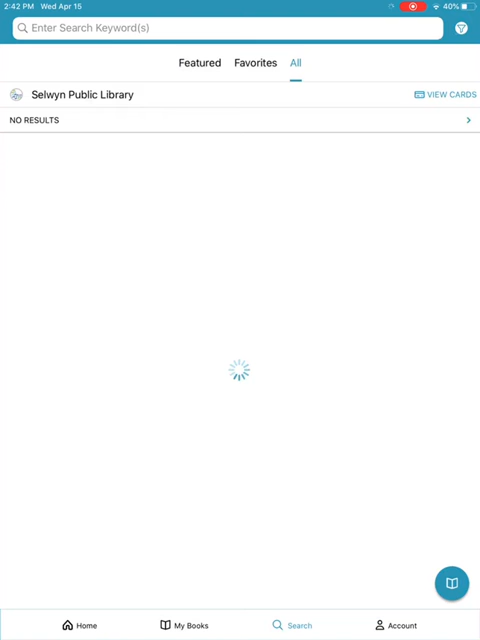 2:42 PM Wed Apr 15 40%
Enter Search Keyword(s)
Featured Favorites All
Selwyn Public Library VIEW CARDS
NO RESULTS
Home My Books Search Account